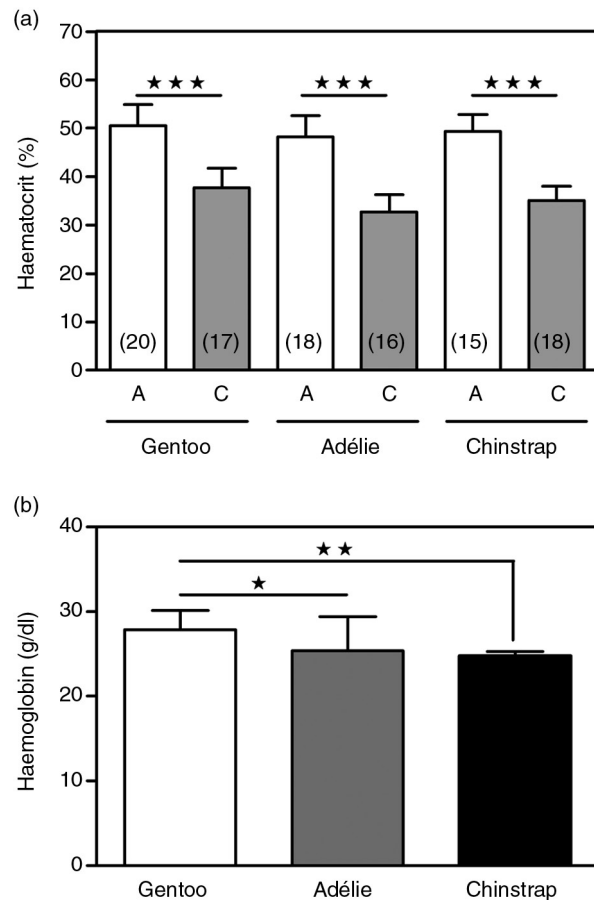 (a)
70
60
50
40
30
20
10
0
Haematocrit (%)
★★★ ★★★ ★★★
(20) (17) (18) (16) (15) (18)
A C A C A C
Gentoo Adélie Chinstrap
(b)
40
30
20
10
0
Haemoglobin (g/dl)
★★
★
Gentoo Adélie Chinstrap